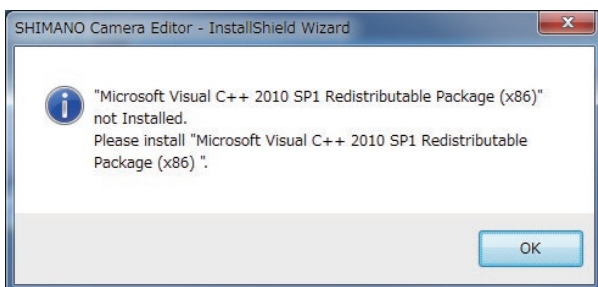 SHIMANO Camera Editor - InstallShield Wizard
"Microsoft Visual C++ 2010 SP1 Redistributable Package (x86)"
not Installed.
Please install "Microsoft Visual C++ 2010 SP1 Redistributable
Package (x86) ".
OK